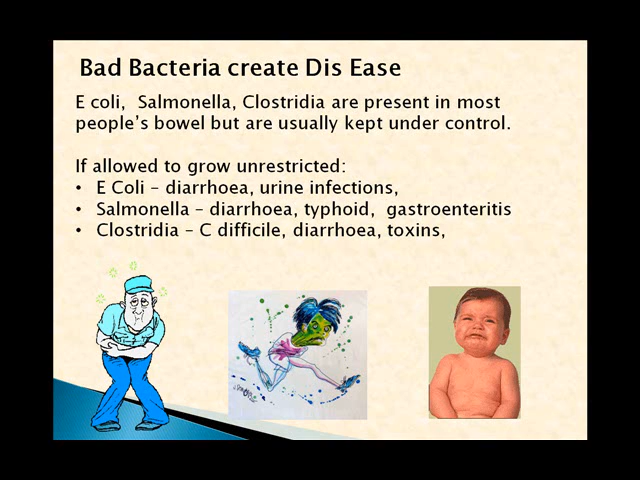 Bad Bacteria create Dis Ease
E coli,  Salmonella, Clostridia are present in most
people's bowel but are usually kept under control.
If allowed to grow unrestricted:
• E Coli – diarrhoea, urine infections,
• Salmonella – diarrhoea, typhoid,  gastroenteritis
• Clostridia – C difficile, diarrhoea, toxins,